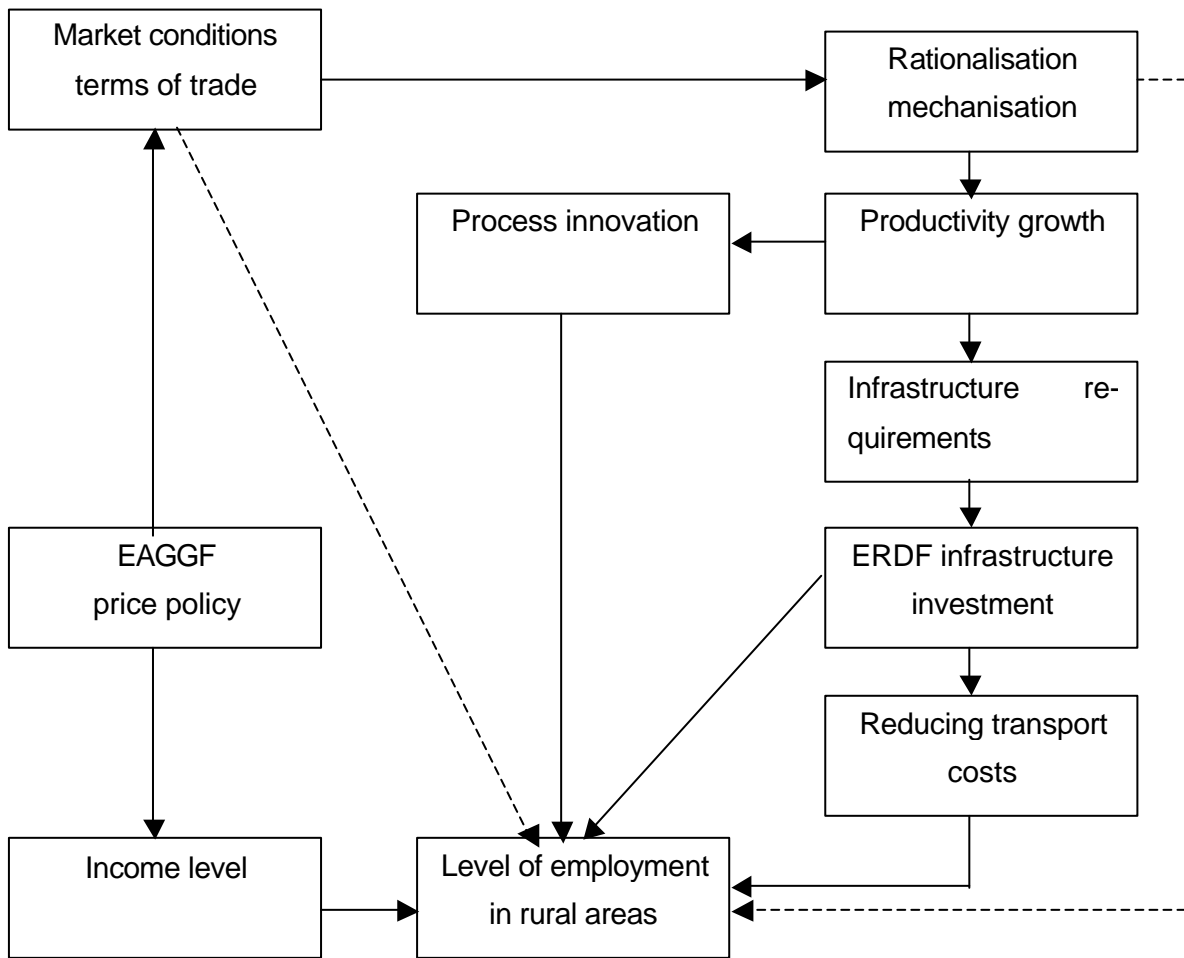 Market conditions
terms of trade
Rationalisation
mechanisation
Process innovation
Productivity growth
Infrastructure re-
quirements
EAGGF
price policy
ERDF infrastructure
investment
Reducing transport
costs
Income level
Level of employment
in rural areas